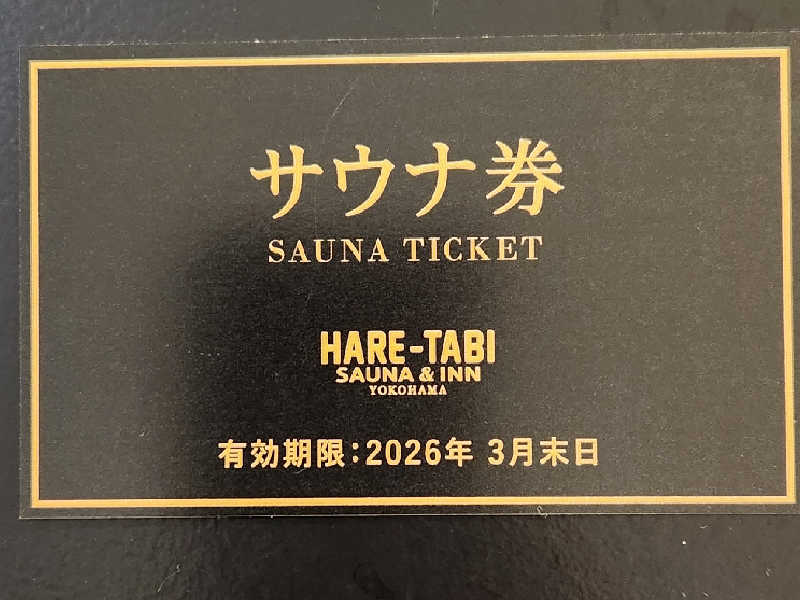 サウナ券
SAUNA TICKET
HARE-TABI
SAUNA & INN
YOKOHAMA
有効期限：2026年 3月末日